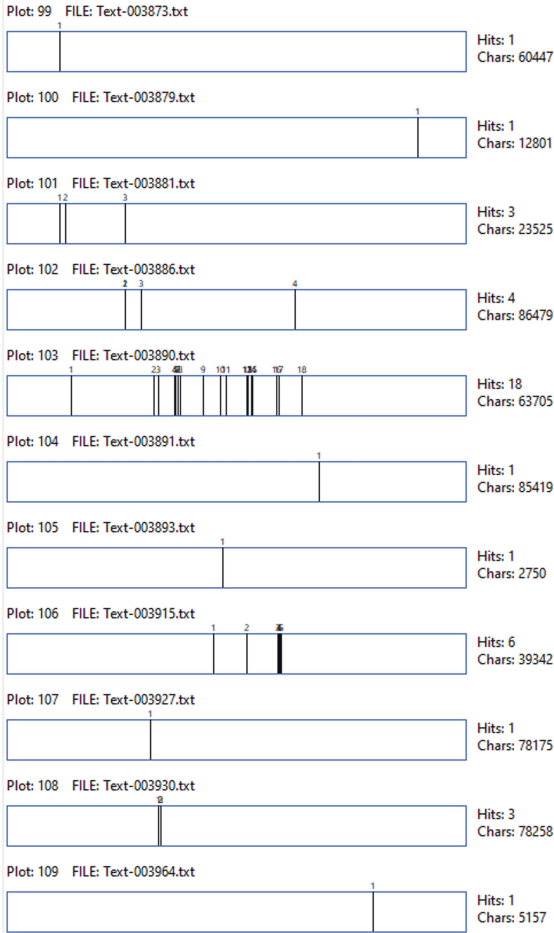 Plot: 99 FILE: Text-003873.txt
1
Hits: 1
Chars: 60447
Plot: 100 FILE: Text-003879.txt
1
Hits: 1
Chars: 12801
Plot: 101 FILE: Text-003881.txt
1 2 3
Hits: 3
Chars: 23525
Plot: 102 FILE: Text-003886.txt
3 4
Hits: 4
Chars: 86479
Plot: 103 FILE: Text-003890.txt
1 2 3 9 10 11 18
Hits: 18
Chars: 63705
Plot: 104 FILE: Text-003891.txt
1
Hits: 1
Chars: 85419
Plot: 105 FILE: Text-003893.txt
1
Hits: 1
Chars: 2750
Plot: 106 FILE: Text-003915.txt
1 2
Hits: 6
Chars: 39342
Plot: 107 FILE: Text-003927.txt
1
Hits: 1
Chars: 78175
Plot: 108 FILE: Text-003930.txt
Hits: 3
Chars: 78258
Plot: 109 FILE: Text-003964.txt
1
Hits: 1
Chars: 5157